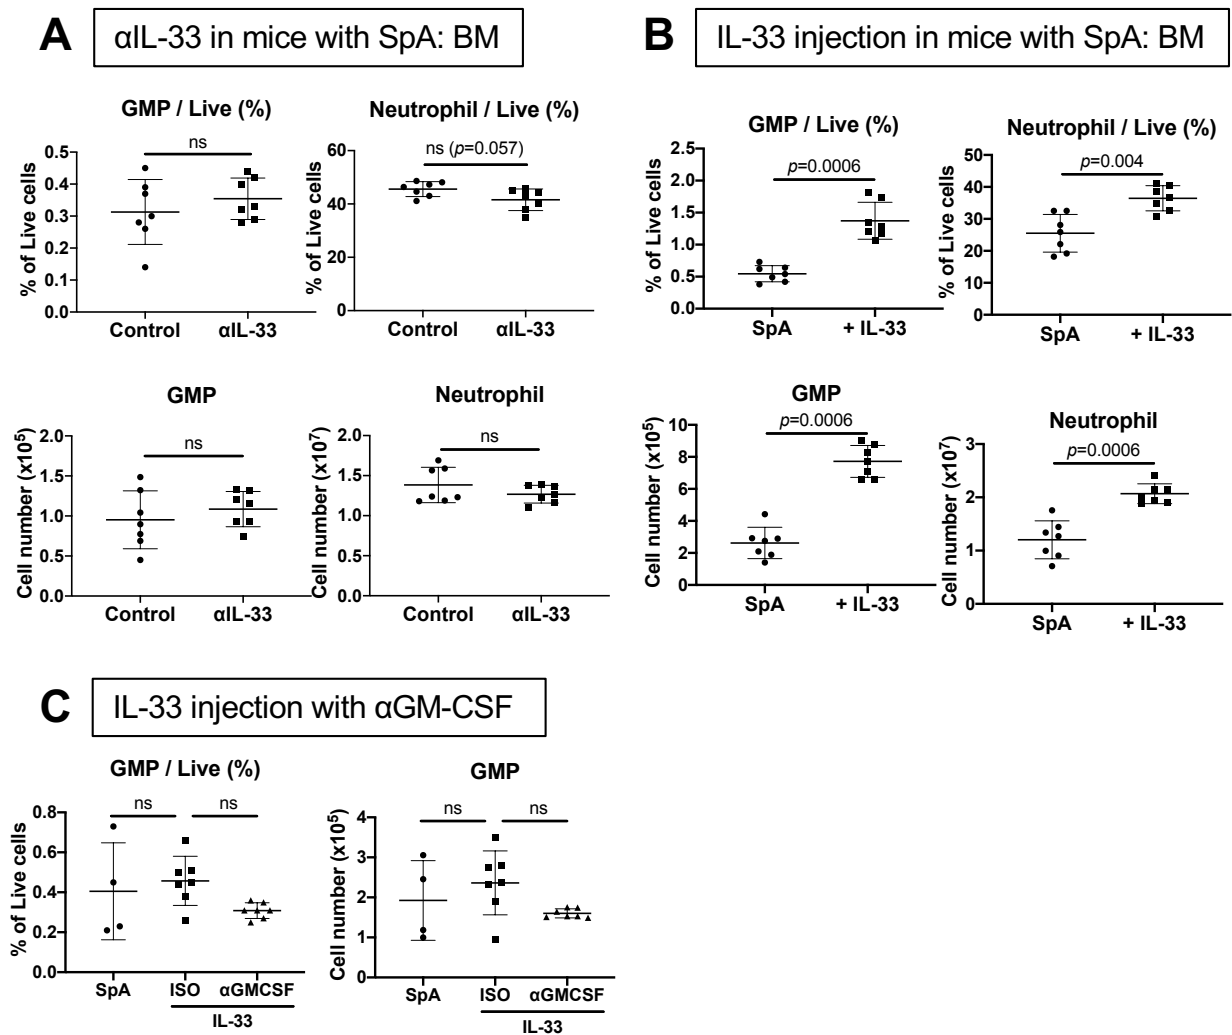 A
αIL-33 in mice with SpA: BM
GMP / Live (%)
ns
% of Live cells
0.5
0.4
0.3
0.2
0.1
0.0
Control
αIL-33
Neutrophil / Live (%)
ns (p=0.057)
% of Live cells
60
40
20
0
Control
αIL-33
GMP
ns
Cell number (x10⁵)
2.0
1.5
1.0
0.5
0.0
Control
αIL-33
Neutrophil
ns
Cell number (x10⁷)
2.0
1.5
1.0
0.5
0.0
Control
αIL-33
B
IL-33 injection in mice with SpA: BM
GMP / Live (%)
p=0.0006
% of Live cells
2.5
2.0
1.5
1.0
0.5
0.0
SpA
+ IL-33
Neutrophil / Live (%)
p=0.004
% of Live cells
50
40
30
20
10
0
SpA
+ IL-33
GMP
p=0.0006
Cell number (x10⁵)
10
8
6
4
2
0
SpA
+ IL-33
Neutrophil
p=0.0006
Cell number (x10⁷)
3
2
1
0
SpA
+ IL-33
C
IL-33 injection with αGM-CSF
GMP / Live (%)
ns
ns
% of Live cells
0.8
0.6
0.4
0.2
0.0
SpA
ISO
αGMCSF
IL-33
GMP
ns
ns
Cell number (x10⁵)
4
3
2
1
0
SpA
ISO
αGMCSF
IL-33